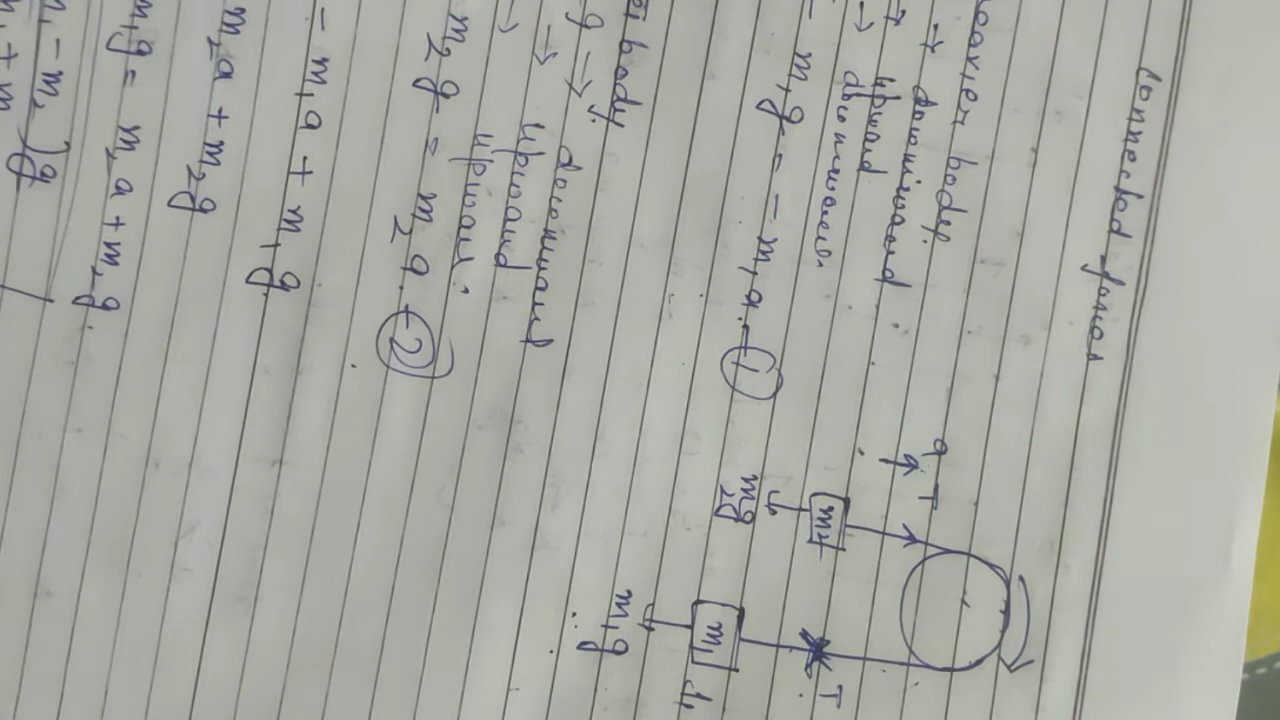 Connected forces
heavier body
→ downward
→ upward
→ downward.
- m₁g = - m₁a - ①
body
g → downward
→ upward
→ upward.
m₂g = m₂a - ②
- m₁a + m₁g
m₂a + m₂g
m₁g = m₂a + m₂g.
m₁ - m₂)g
m₁ + m
a
T
m₂
m₂g
T
m₁
m₁g